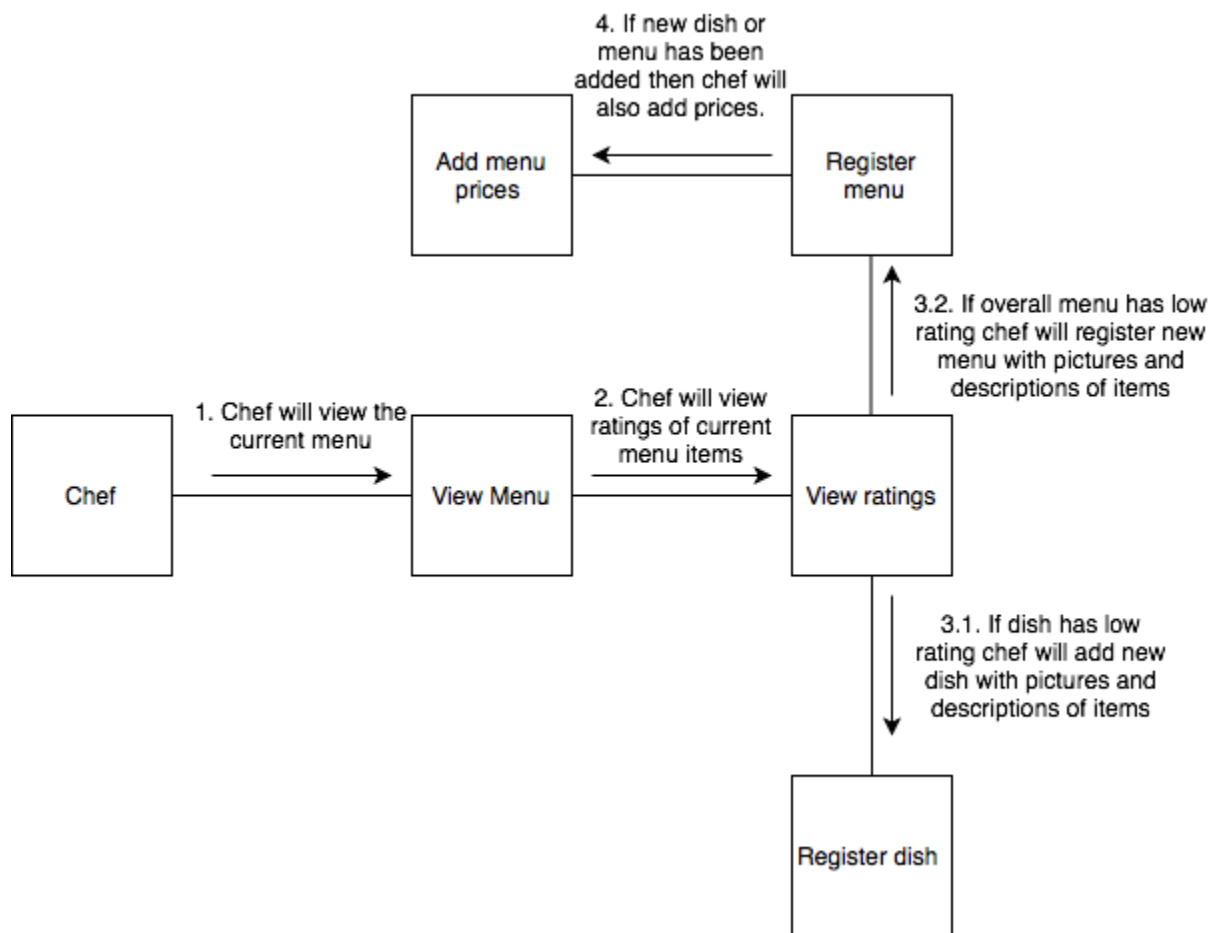 4. If new dish or
menu has been
added then chef will
also add prices.
Add menu
prices
Register
menu
3.2. If overall menu has low
rating chef will register new
menu with pictures and
descriptions of items
1. Chef will view the
current menu
2. Chef will view
ratings of current
menu items
Chef
View Menu
View ratings
3.1. If dish has low
rating chef will add new
dish with pictures and
descriptions of items
Register dish